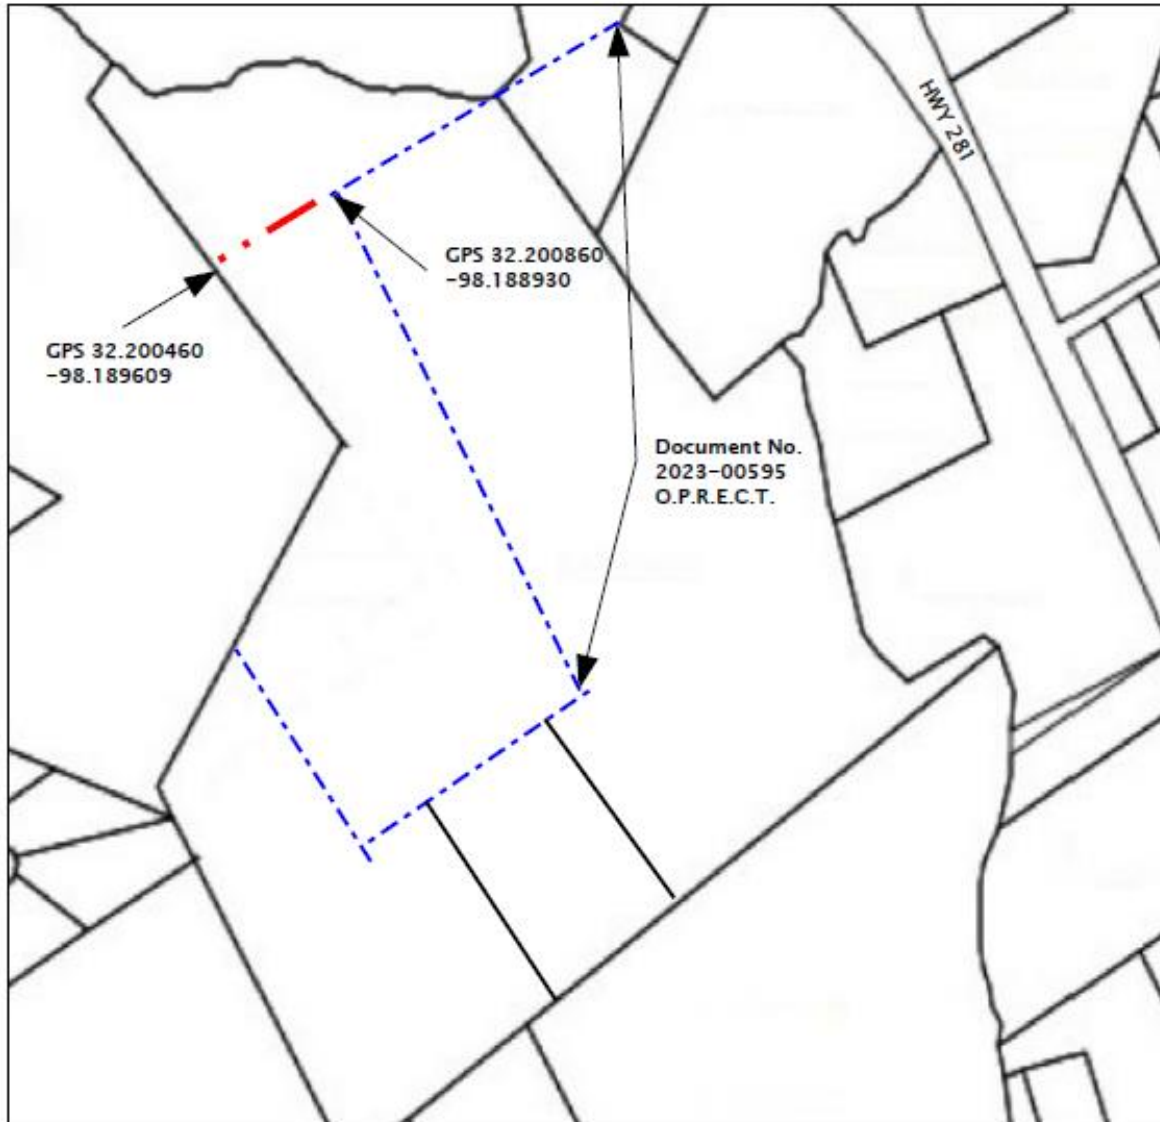 HWY 281
GPS 32.200860
-98.188930
GPS 32.200460
-98.189609
Document No.
2023-00595
O.P.R.E.C.T.